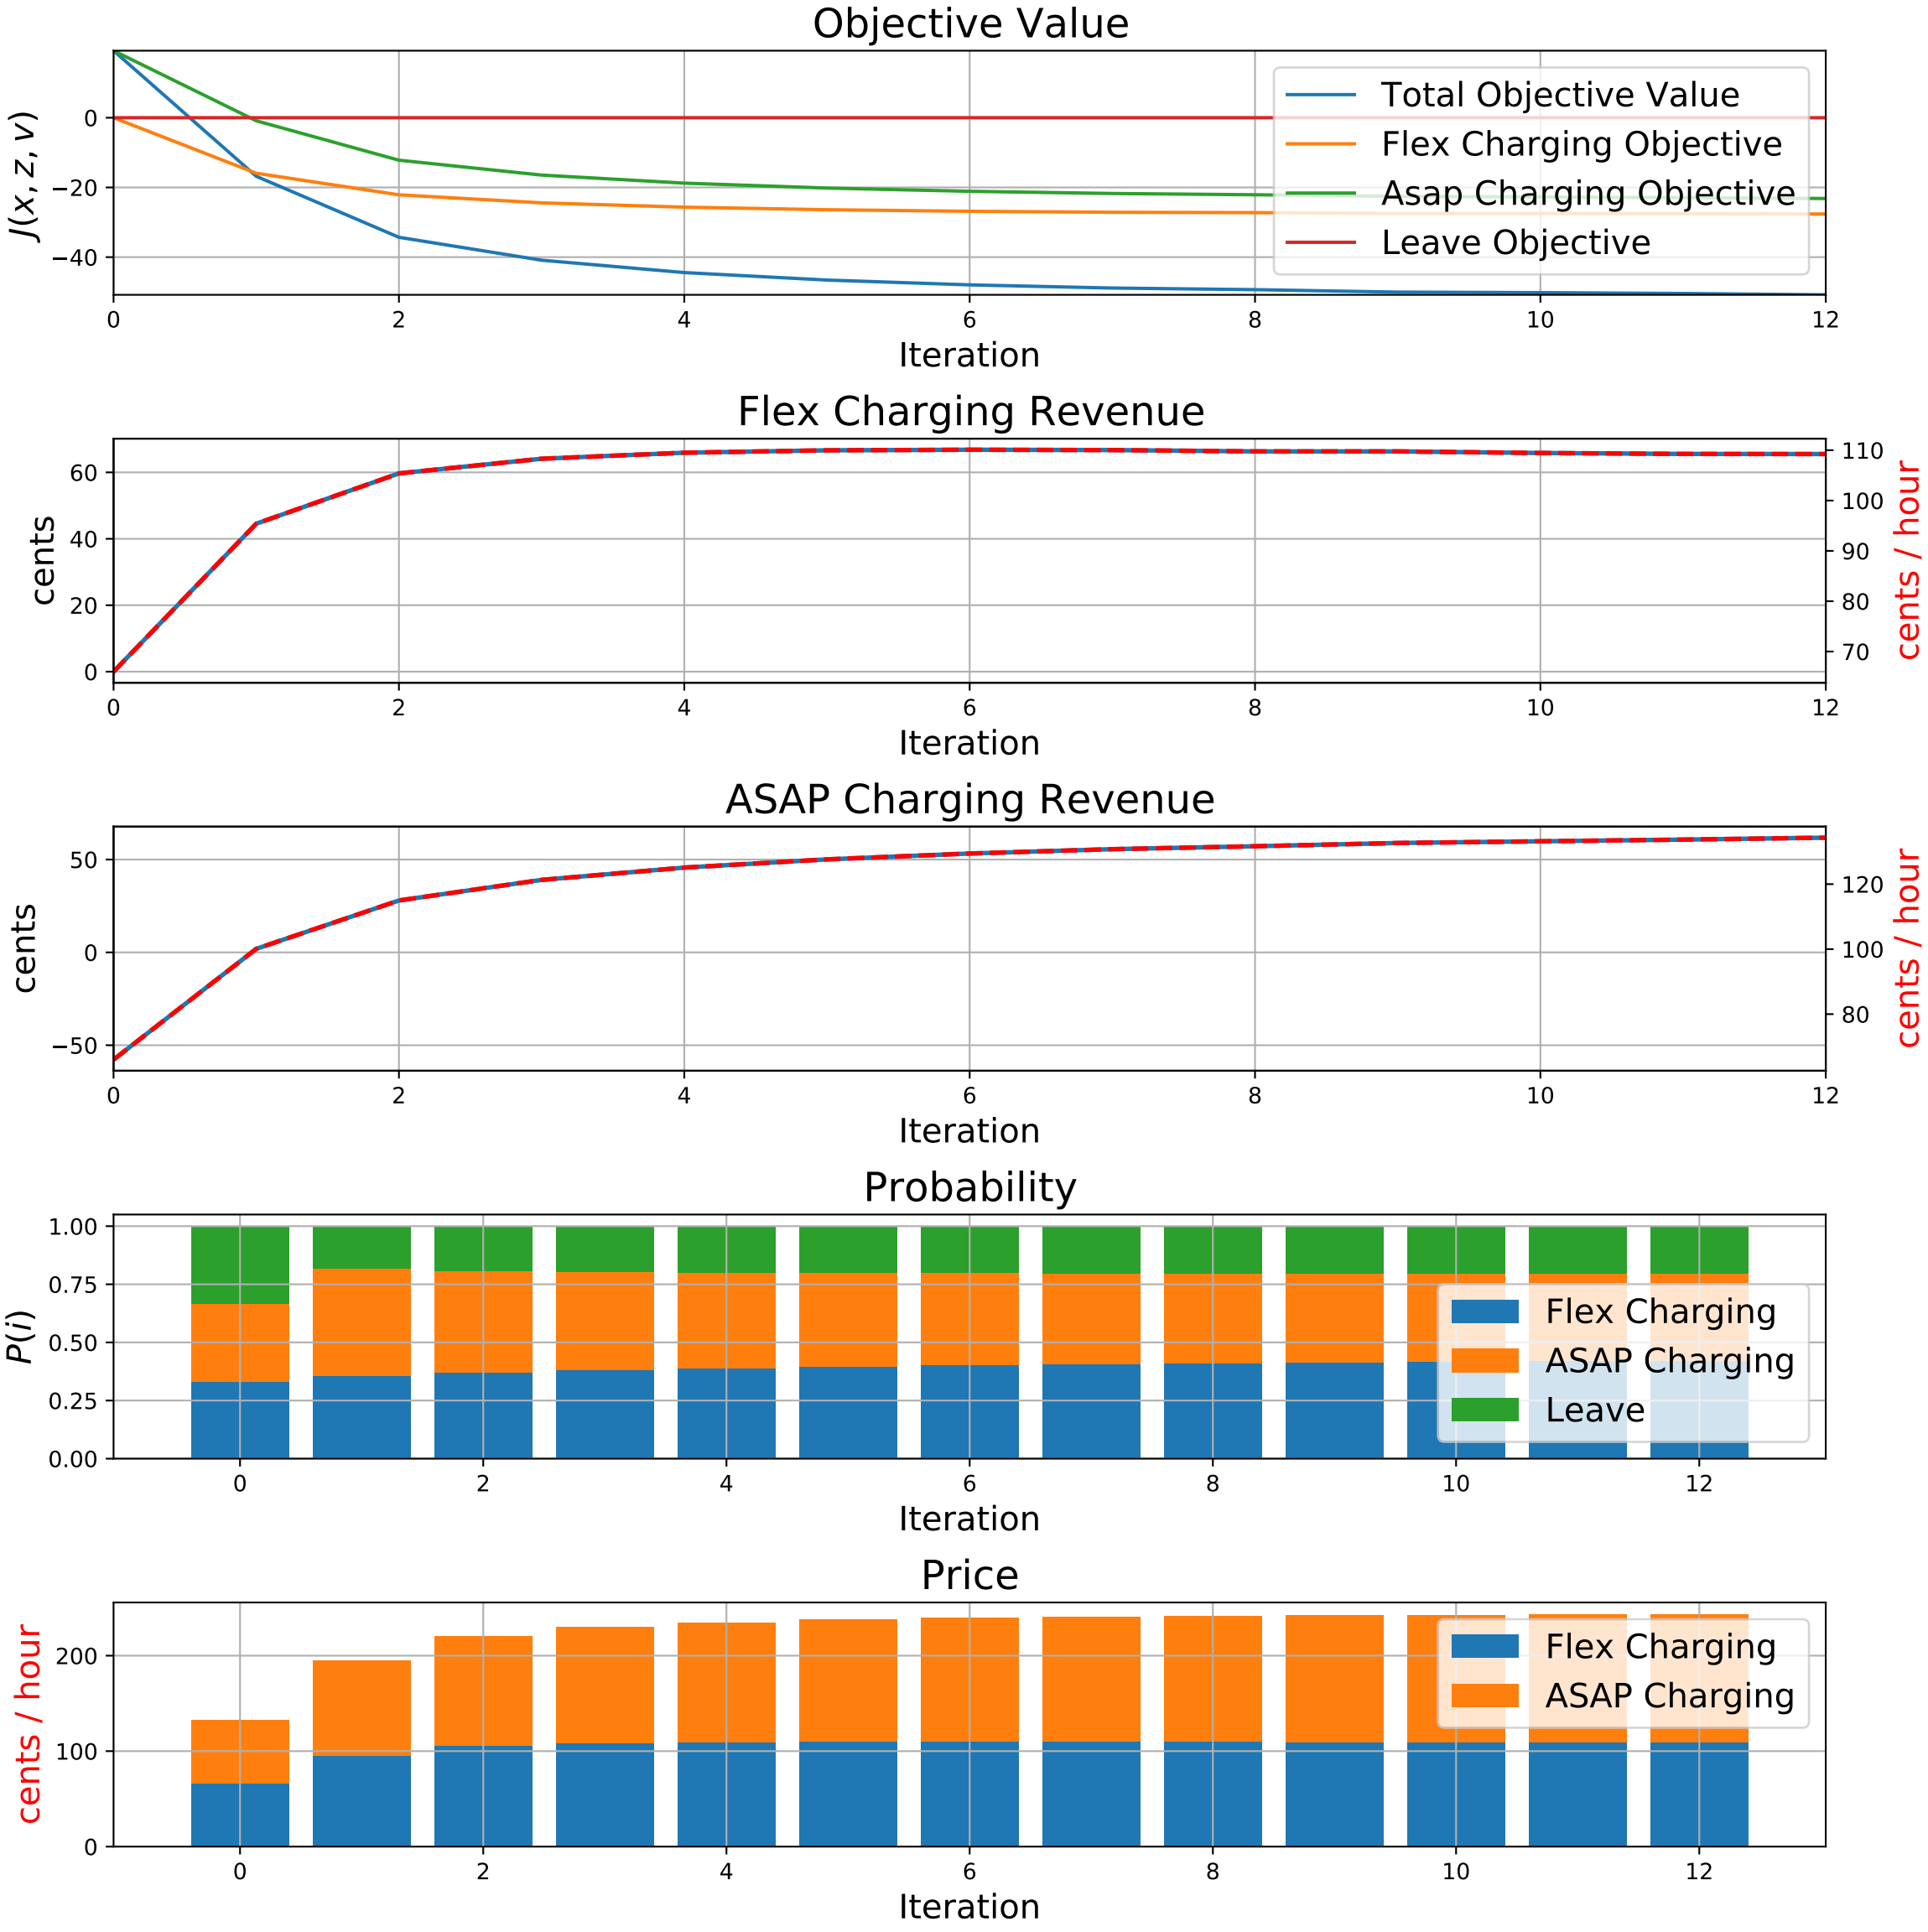 Objective Value
J(x, z, v)
0
−20
−40
Total Objective Value
Flex Charging Objective
Asap Charging Objective
Leave Objective
0 2 4 6 8 10 12
Iteration
Flex Charging Revenue
cents
60
40
20
0
110
100
90
80
70
cents / hour
0 2 4 6 8 10 12
Iteration
ASAP Charging Revenue
cents
50
0
−50
120
100
80
cents / hour
0 2 4 6 8 10 12
Iteration
Probability
P(i)
1.00
0.75
0.50
0.25
0.00
Flex Charging
ASAP Charging
Leave
0 2 4 6 8 10 12
Iteration
Price
cents / hour
200
100
0
Flex Charging
ASAP Charging
0 2 4 6 8 10 12
Iteration